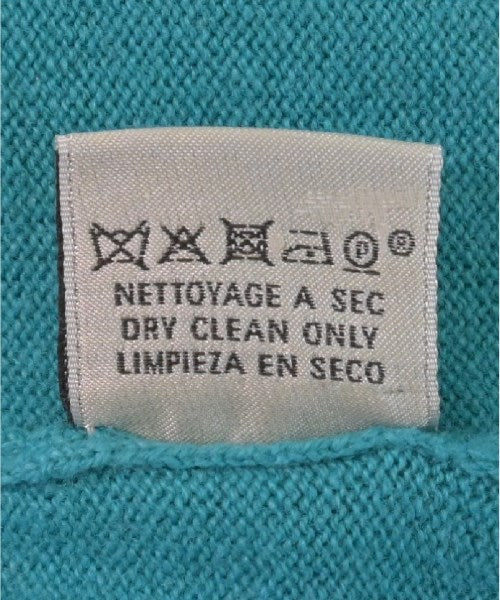 P ®
NETTOYAGE A SEC
DRY CLEAN ONLY
LIMPIEZA EN SECO